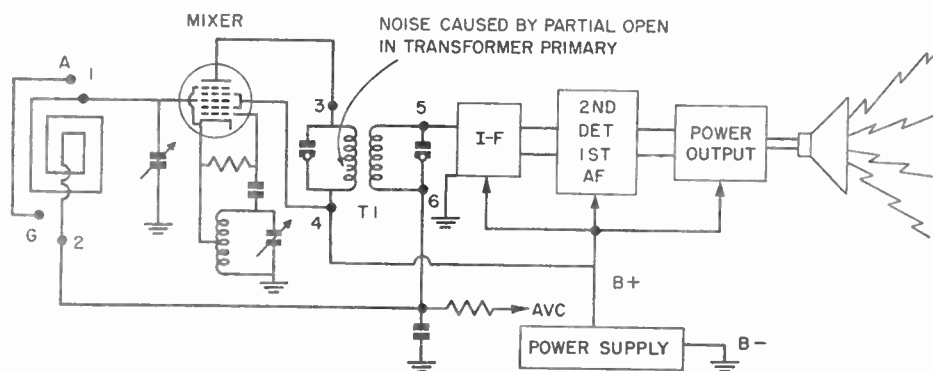 MIXER
NOISE CAUSED BY PARTIAL OPEN
IN TRANSFORMER PRIMARY
A
1
3
5
I-F
2ND
DET
1ST
AF
POWER
OUTPUT
G
2
4
T1
6
B+
AVC
POWER SUPPLY
B-